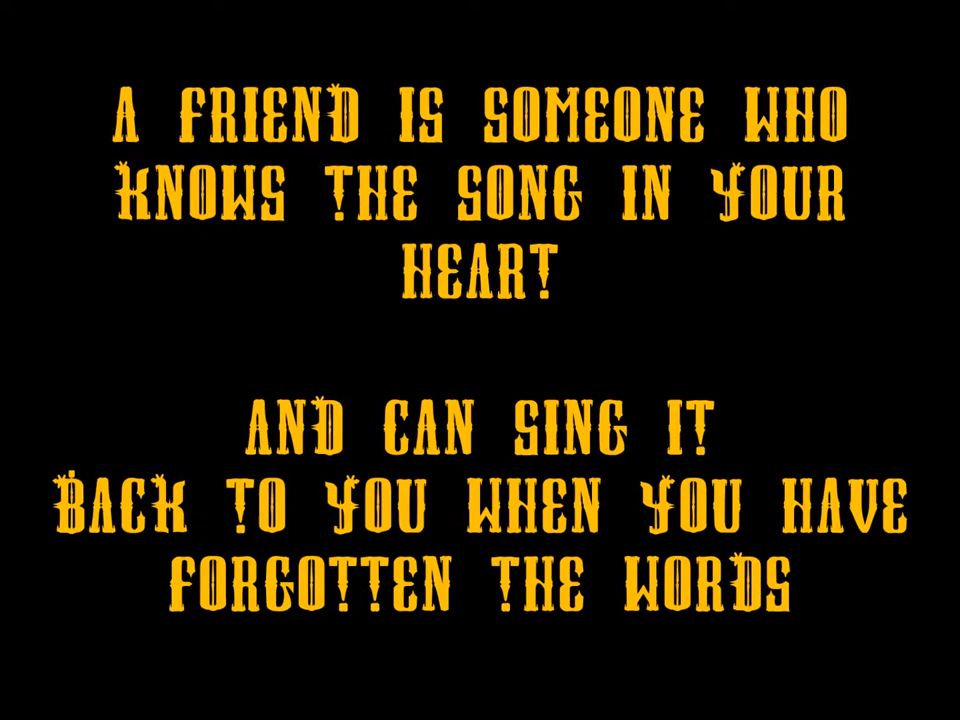 A FRIEND IS SOMEONE WHO
KNOWS THE SONG IN YOUR
HEART
AND CAN SING IT
BACK TO YOU WHEN YOU HAVE
FORGOTTEN THE WORDS